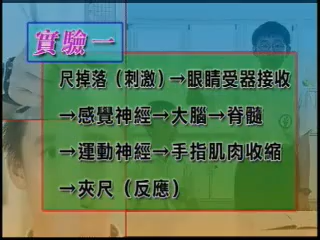 實驗一
尺掉落（刺激）→眼睛受器接收
→感覺神經→大腦→脊髓
→運動神經→手指肌肉收縮
→夾尺（反應）